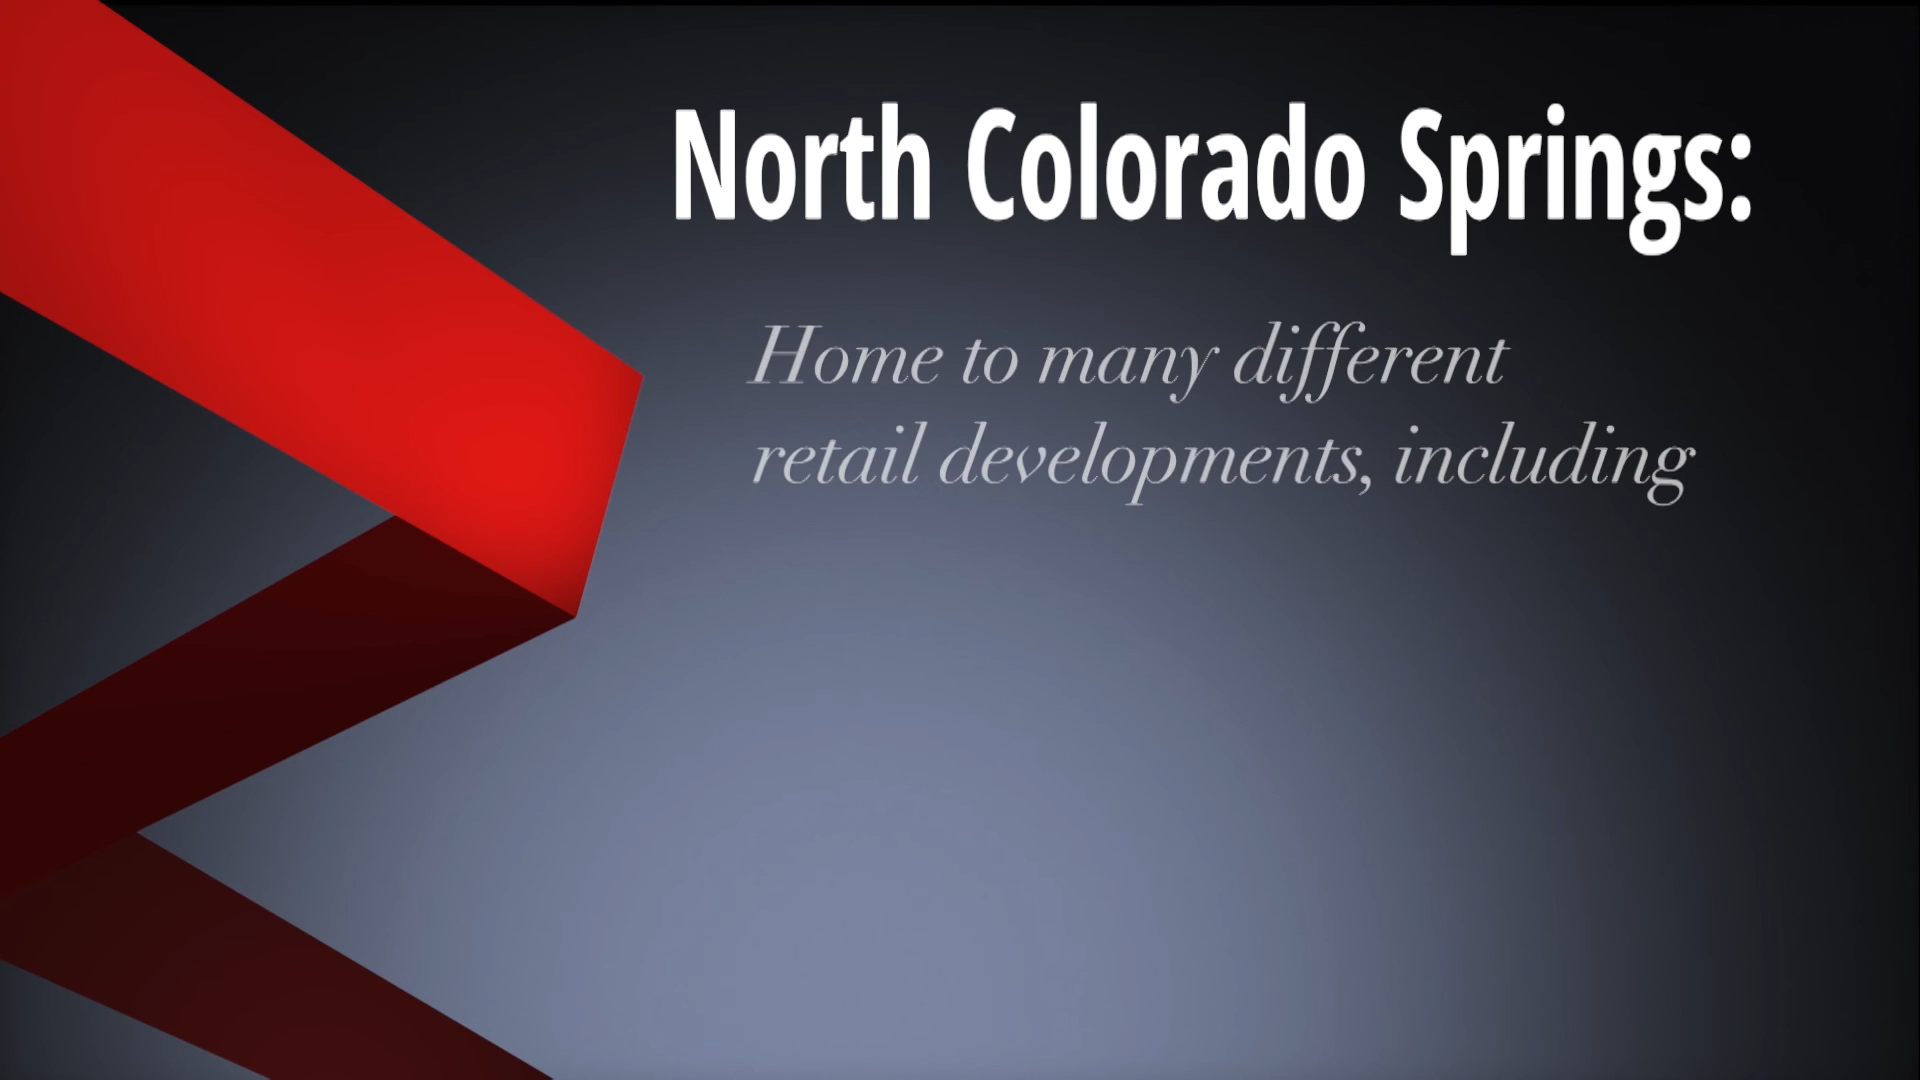 North Colorado Springs:
Home to many different
retail developments, including